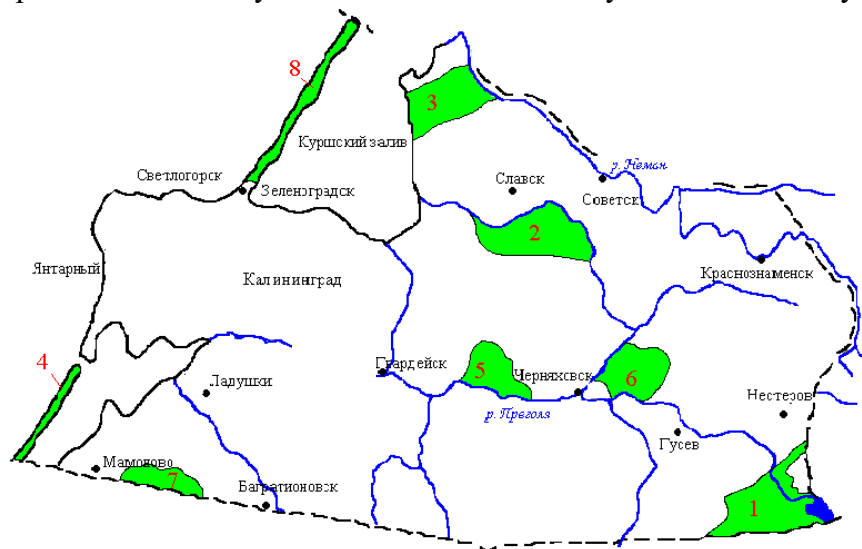 8
3
Куршский залив
р. Неман
Светлогорск
Зеленоградск
Славск
Советск
2
Янтарный
Калининград
Краснознаменск
4
Гвардейск
5
Черняховск
6
Ладушки
Нестеров
р. Преголя
Гусев
Мамоново
7
Багратионовск
1